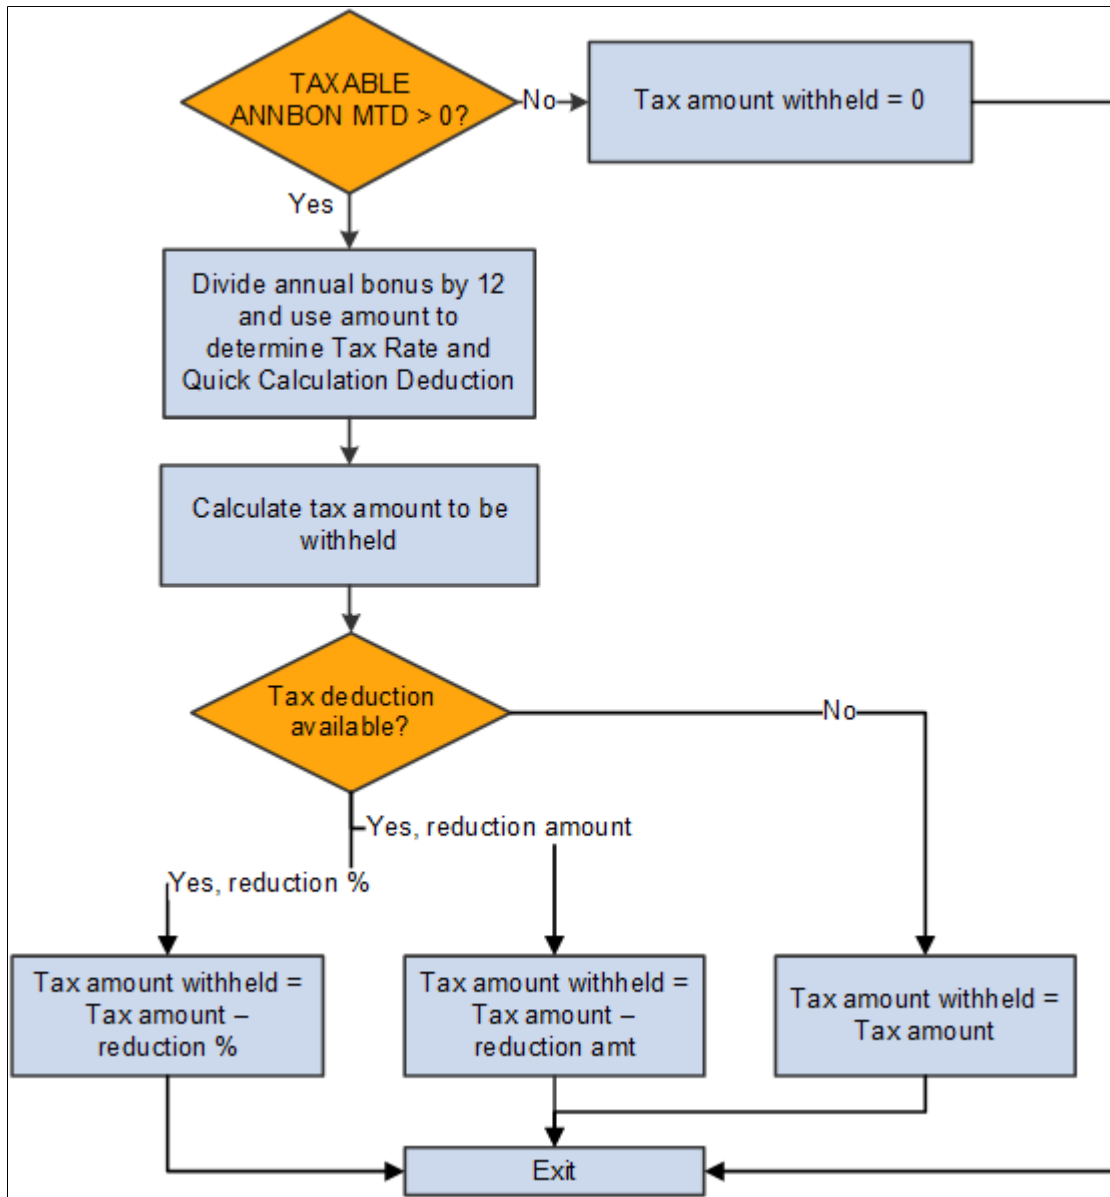 TAXABLE
ANNBON MTD > 0?
No
Tax amount withheld = 0
Yes
Divide annual bonus by 12
and use amount to
determine Tax Rate and
Quick Calculation Deduction
Calculate tax amount to be
withheld
Tax deduction
available?
No
Yes, reduction amount
Yes, reduction %
Tax amount withheld =
Tax amount –
reduction %
Tax amount withheld =
Tax amount –
reduction amt
Tax amount withheld =
Tax amount
Exit